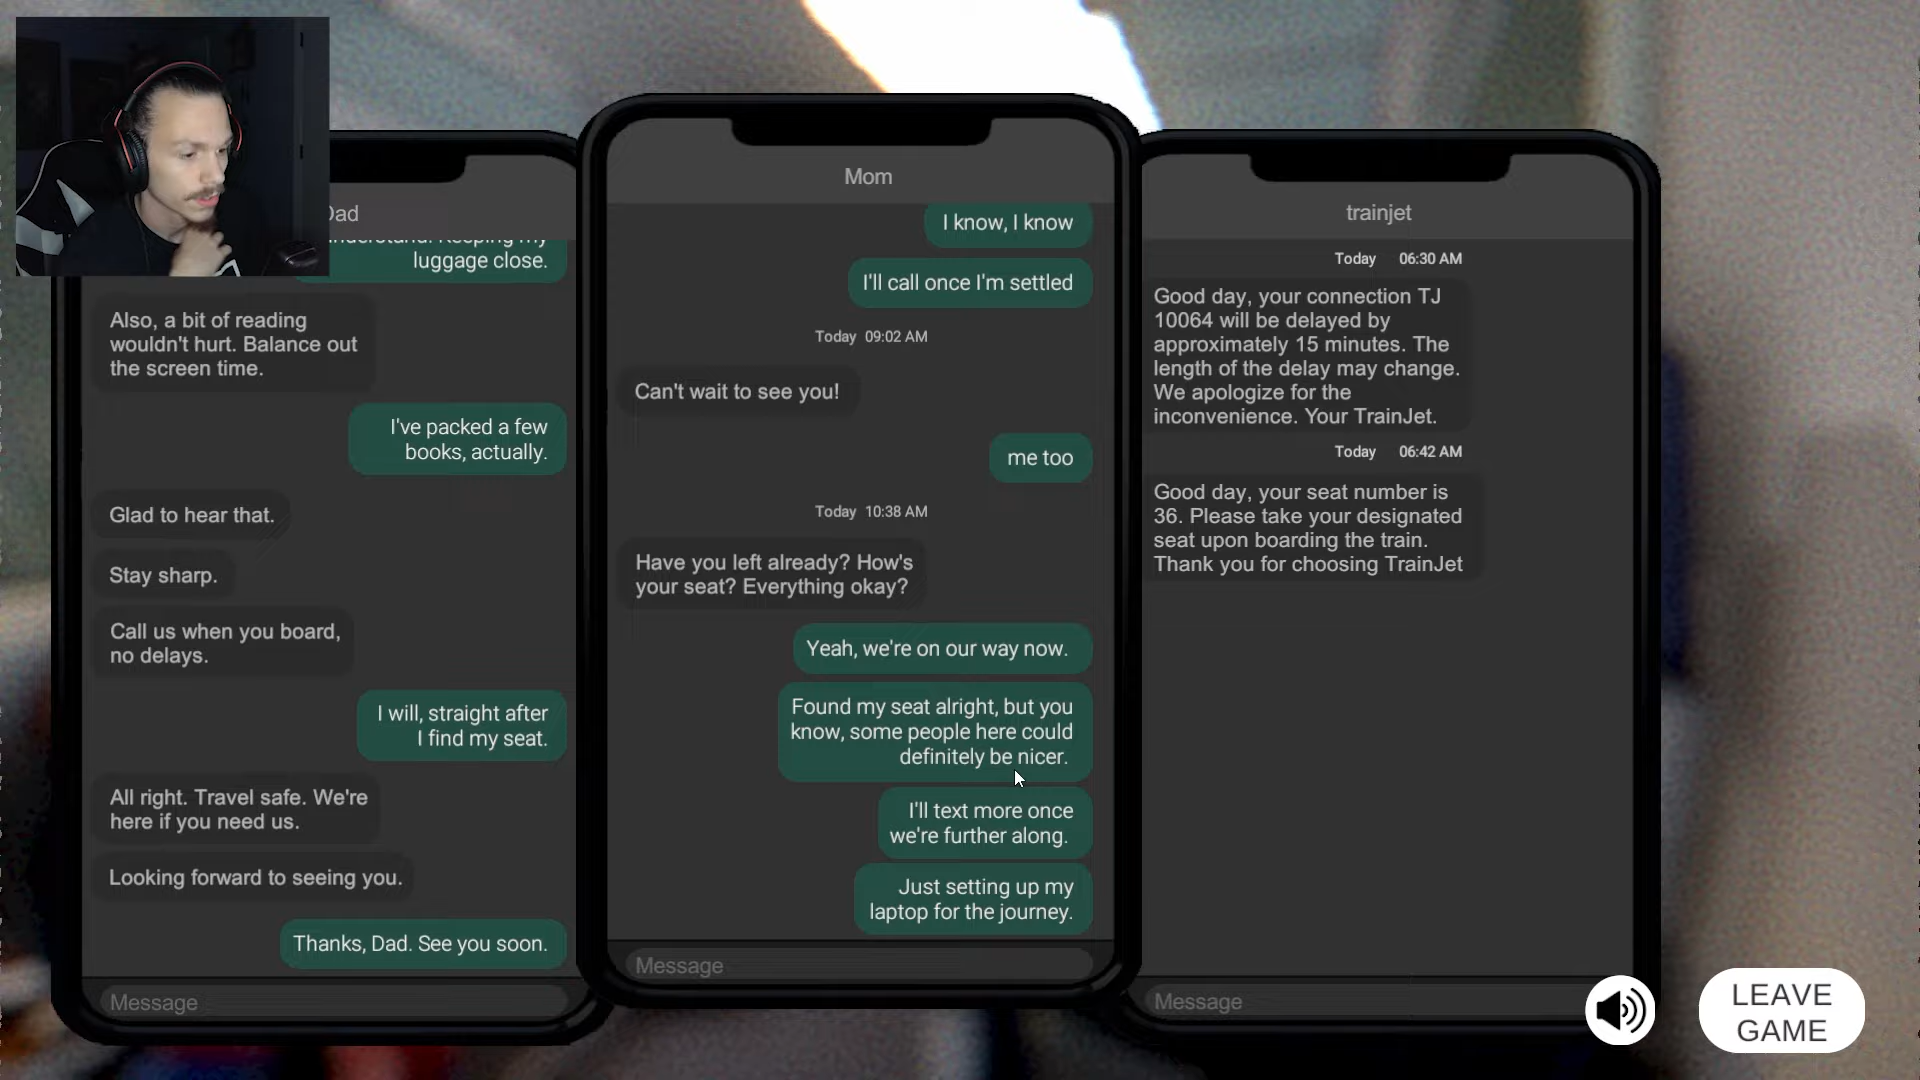 Dad
luggage close.
Also, a bit of reading
wouldn't hurt. Balance out
the screen time.
I've packed a few
books, actually.
Glad to hear that.
Stay sharp.
Call us when you board,
no delays.
I will, straight after
I find my seat.
All right. Travel safe. We're
here if you need us.
Looking forward to seeing you.
Thanks, Dad. See you soon.
Message
Mom
I know, I know
I'll call once I'm settled
Today 09:02 AM
Can't wait to see you!
me too
Today 10:38 AM
Have you left already? How's
your seat? Everything okay?
Yeah, we're on our way now.
Found my seat alright, but you
know, some people here could
definitely be nicer.
I'll text more once
we're further along.
Just setting up my
laptop for the journey.
Message
trainjet
Today 06:30 AM
Good day, your connection TJ
10064 will be delayed by
approximately 15 minutes. The
length of the delay may change.
We apologize for the
inconvenience. Your TrainJet.
Today 06:42 AM
Good day, your seat number is
36. Please take your designated
seat upon boarding the train.
Thank you for choosing TrainJet
Message
LEAVE
GAME